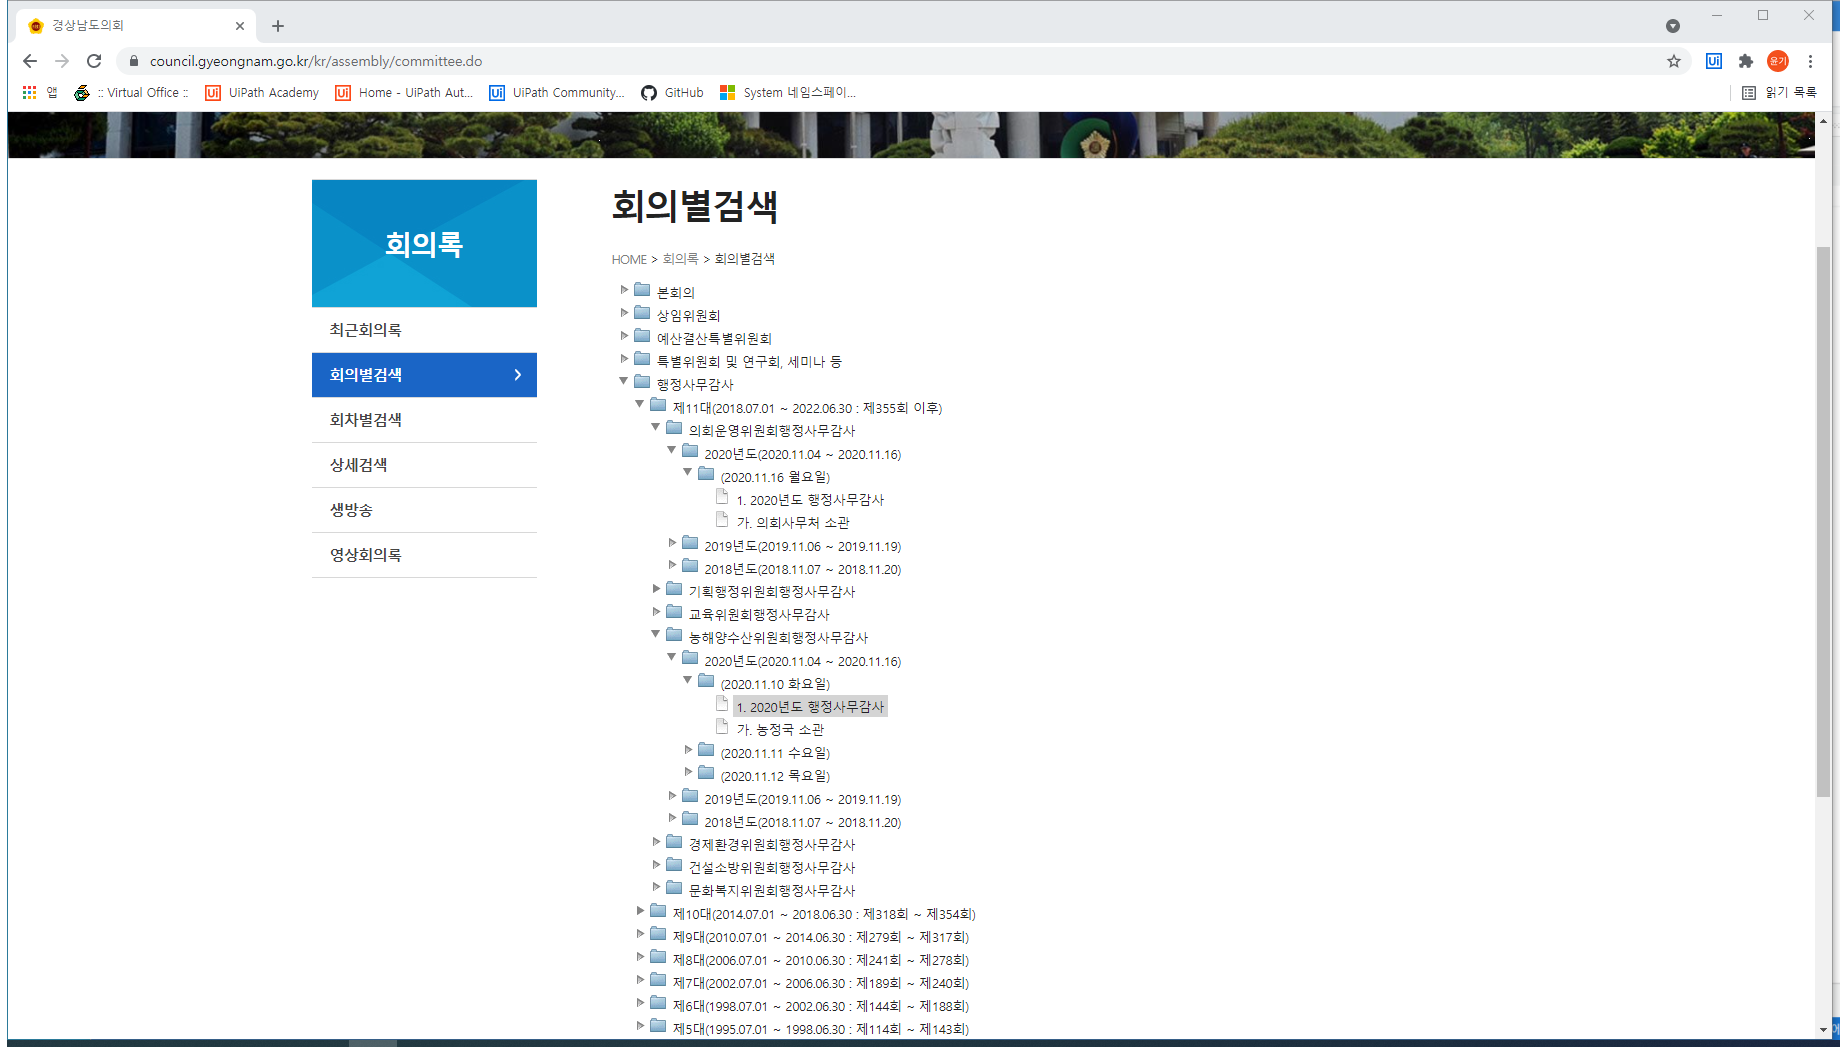 경상남도의회
council.gyeongnam.go.kr/kr/assembly/committee.do
윤기
앱
:: Virtual Office ::
UiPath Academy
Home - UiPath Aut...
UiPath Community...
GitHub
System 네임스페이...
읽기 목록
회의록
최근회의록
회의별검색
회차별검색
상세검색
생방송
영상회의록
회의별검색
HOME > 회의록 > 회의별검색
본회의
상임위원회
예산결산특별위원회
특별위원회 및 연구회, 세미나 등
행정사무감사
제11대(2018.07.01 ~ 2022.06.30 : 제355회 이후)
의회운영위원회행정사무감사
2020년도(2020.11.04 ~ 2020.11.16)
(2020.11.16 월요일)
1. 2020년도 행정사무감사
가. 의회사무처 소관
2019년도(2019.11.06 ~ 2019.11.19)
2018년도(2018.11.07 ~ 2018.11.20)
기획행정위원회행정사무감사
교육위원회행정사무감사
농해양수산위원회행정사무감사
2020년도(2020.11.04 ~ 2020.11.16)
(2020.11.10 화요일)
1. 2020년도 행정사무감사
가. 농정국 소관
(2020.11.11 수요일)
(2020.11.12 목요일)
2019년도(2019.11.06 ~ 2019.11.19)
2018년도(2018.11.07 ~ 2018.11.20)
경제환경위원회행정사무감사
건설소방위원회행정사무감사
문화복지위원회행정사무감사
제10대(2014.07.01 ~ 2018.06.30 : 제318회 ~ 제354회)
제9대(2010.07.01 ~ 2014.06.30 : 제279회 ~ 제317회)
제8대(2006.07.01 ~ 2010.06.30 : 제241회 ~ 제278회)
제7대(2002.07.01 ~ 2006.06.30 : 제189회 ~ 제240회)
제6대(1998.07.01 ~ 2002.06.30 : 제144회 ~ 제188회)
제5대(1995.07.01 ~ 1998.06.30 : 제114회 ~ 제143회)